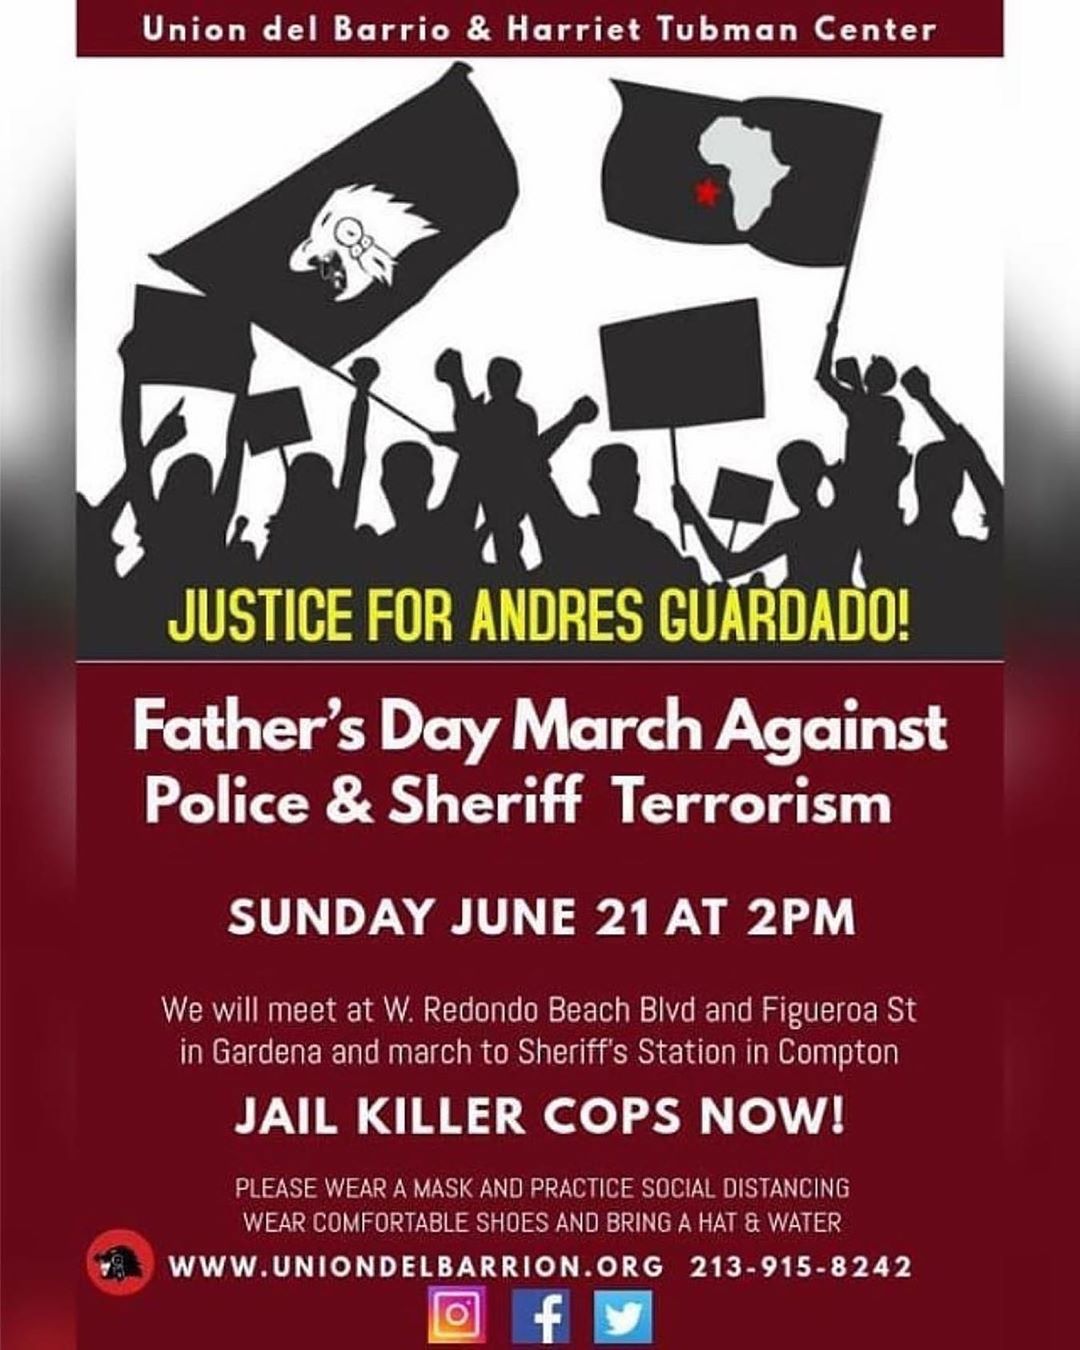 Union del Barrio & Harriet Tubman Center
JUSTICE FOR ANDRES GUARDADO!
Father's Day March Against
Police & Sheriff Terrorism
SUNDAY JUNE 21 AT 2PM
We will meet at W. Redondo Beach Blvd and Figueroa St
in Gardena and march to Sheriff's Station in Compton
JAIL KILLER COPS NOW!
PLEASE WEAR A MASK AND PRACTICE SOCIAL DISTANCING
WEAR COMFORTABLE SHOES AND BRING A HAT & WATER
WWW.UNIONDELBARRION.ORG 213-915-8242